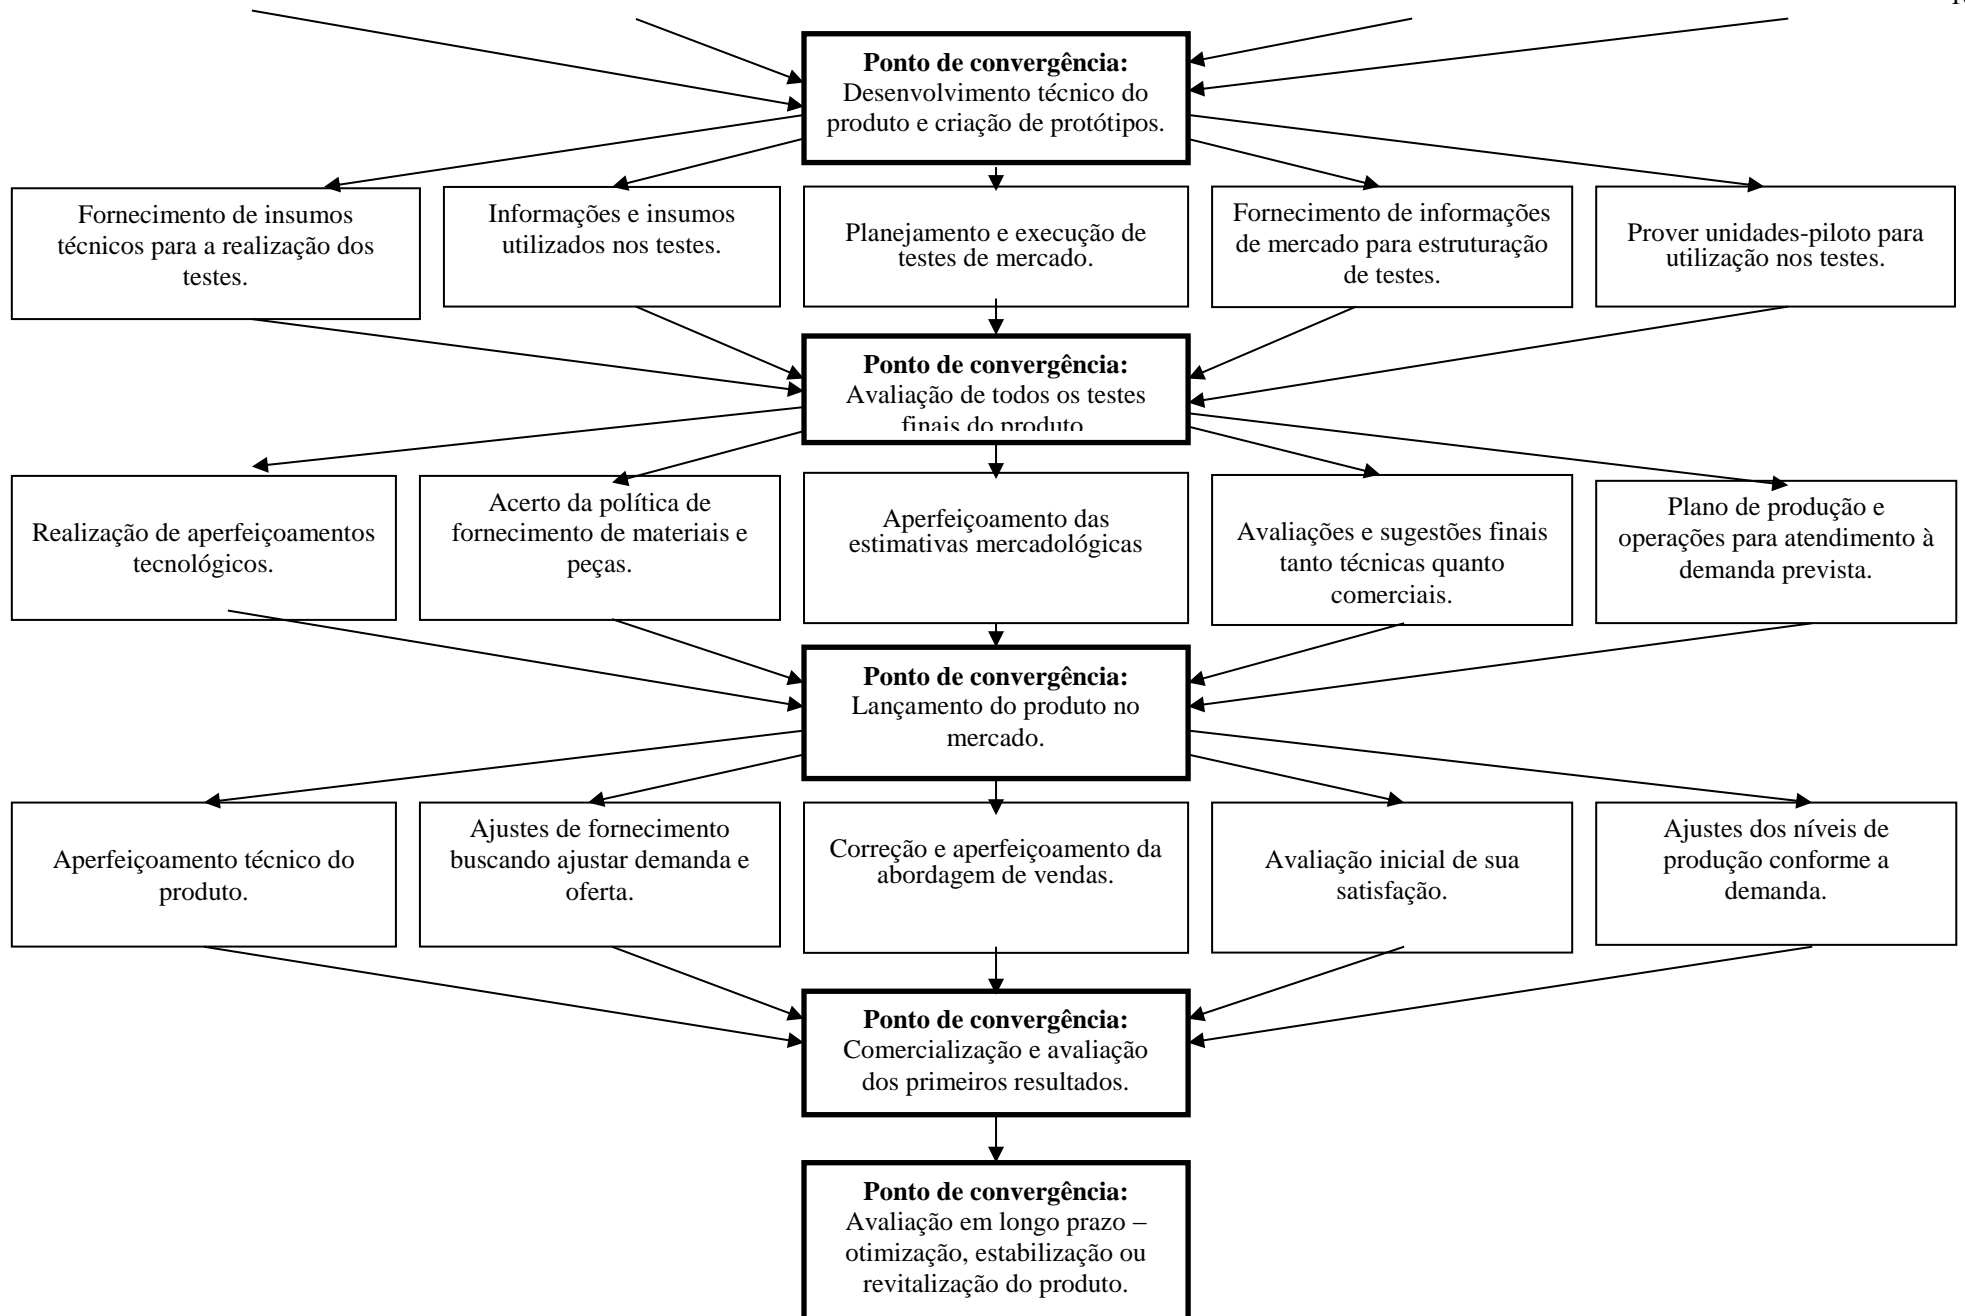 Ponto de convergência:
Desenvolvimento técnico do
produto e criação de protótipos.
Fornecimento de insumos
técnicos para a realização dos
testes.
Informações e insumos
utilizados nos testes.
Planejamento e execução de
testes de mercado.
Fornecimento de informações
de mercado para estruturação
de testes.
Prover unidades-piloto para
utilização nos testes.
Ponto de convergência:
Avaliação de todos os testes
finais do produto
Realização de aperfeiçoamentos
tecnológicos.
Acerto da política de
fornecimento de materiais e
peças.
Aperfeiçoamento das
estimativas mercadológicas
Avaliações e sugestões finais
tanto técnicas quanto
comerciais.
Plano de produção e
operações para atendimento à
demanda prevista.
Ponto de convergência:
Lançamento do produto no
mercado.
Aperfeiçoamento técnico do
produto.
Ajustes de fornecimento
buscando ajustar demanda e
oferta.
Correção e aperfeiçoamento da
abordagem de vendas.
Avaliação inicial de sua
satisfação.
Ajustes dos níveis de
produção conforme a
demanda.
Ponto de convergência:
Comercialização e avaliação
dos primeiros resultados.
Ponto de convergência:
Avaliação em longo prazo –
otimização, estabilização ou
revitalização do produto.